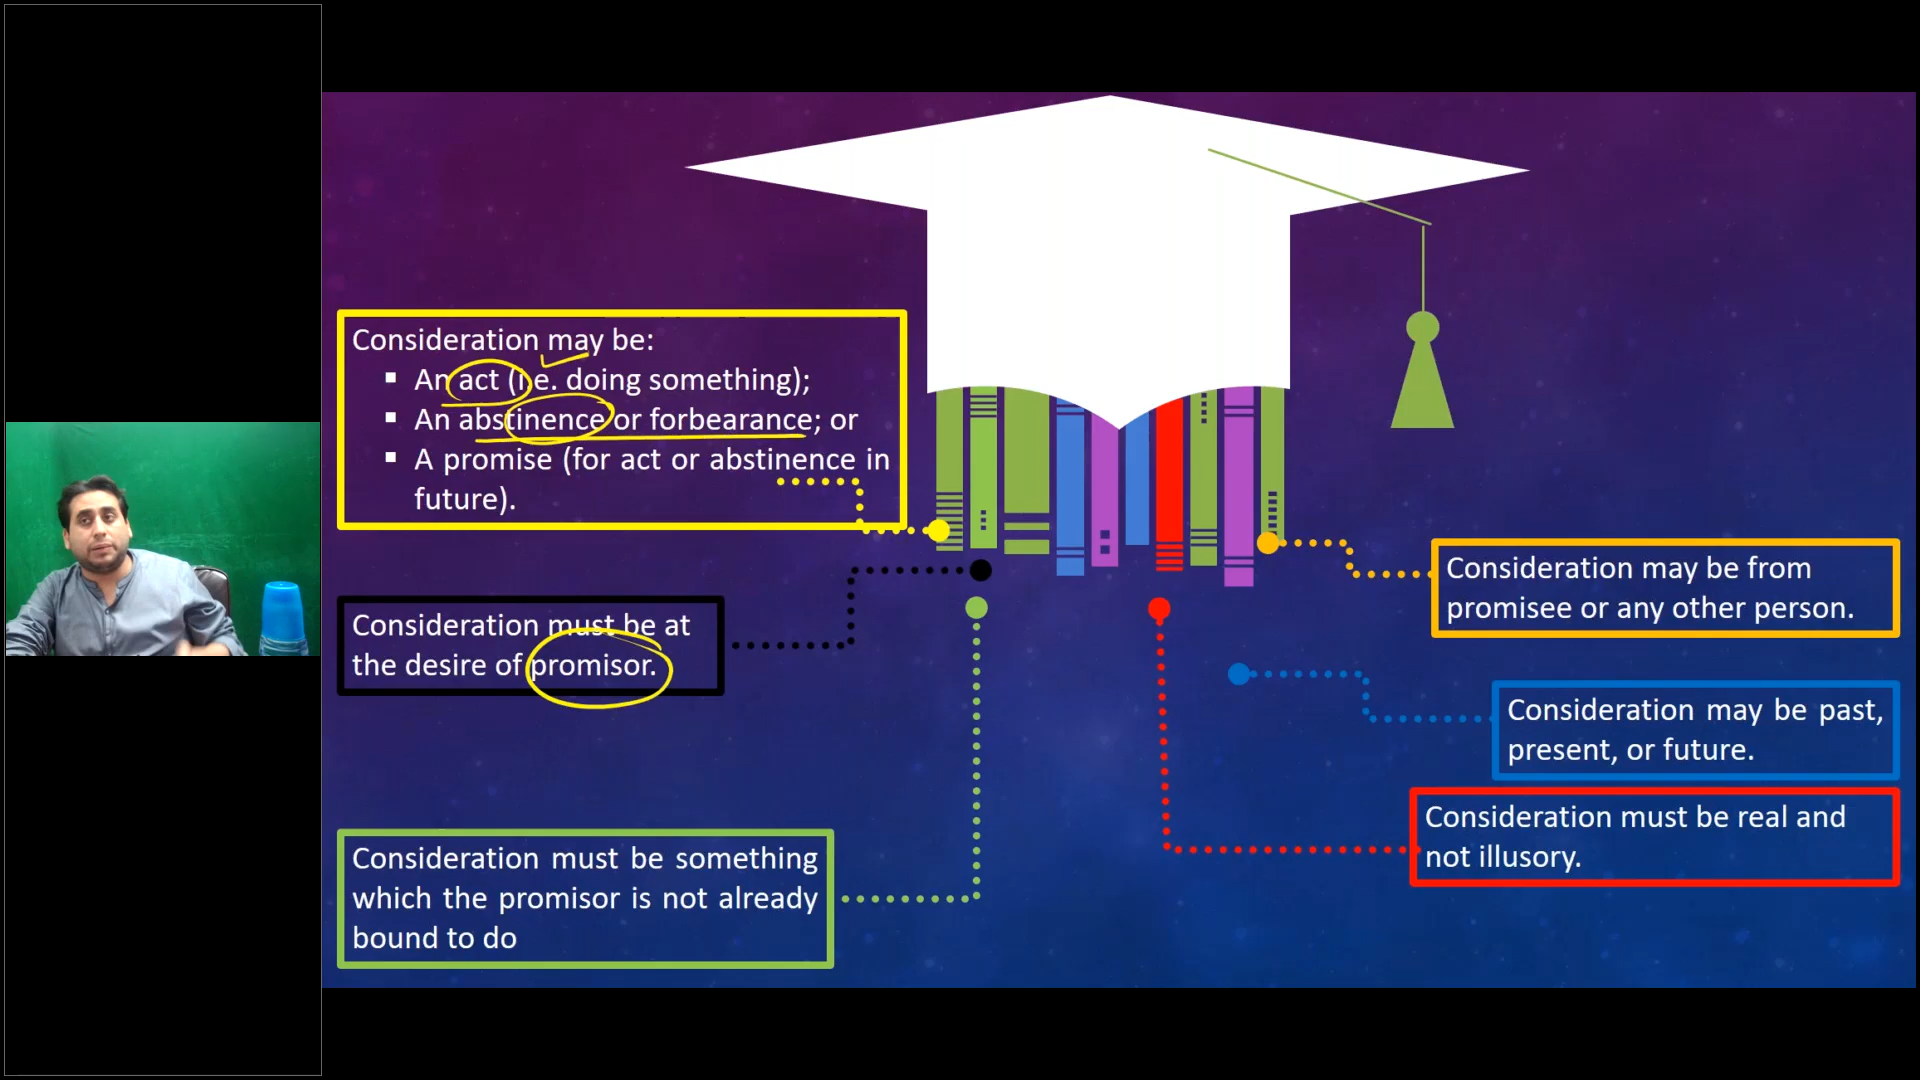 Consideration may be:
▪ An act (i.e. doing something);
▪ An abstinence or forbearance; or
▪ A promise (for act or abstinence in
future).
Consideration must be at
the desire of promisor.
Consideration must be something
which the promisor is not already
bound to do
Consideration may be from
promisee or any other person.
Consideration may be past,
present, or future.
Consideration must be real and
not illusory.